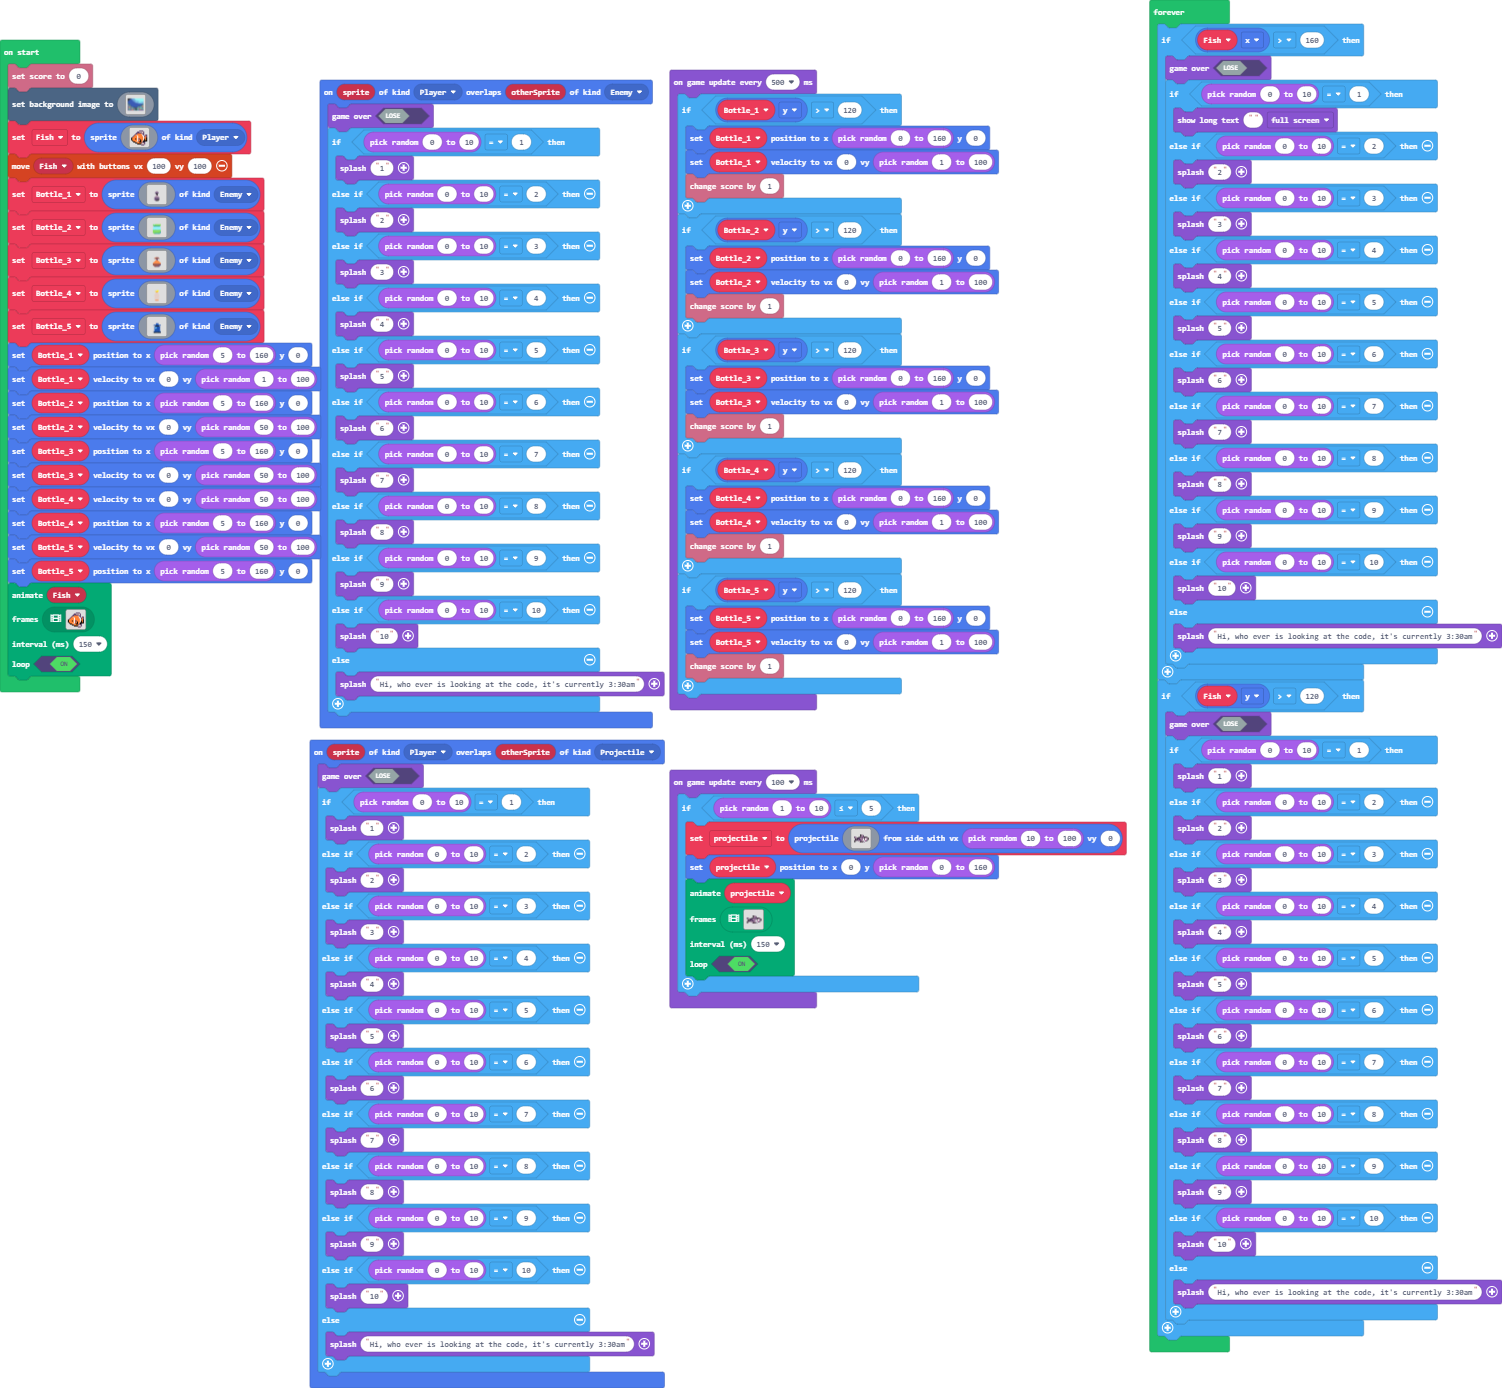 on start
set score to 0
set background image to
set Fish to sprite of kind Player
move Fish with buttons vx 100 vy 100
set Bottle_1 to sprite of kind Enemy
set Bottle_2 to sprite of kind Enemy
set Bottle_3 to sprite of kind Enemy
set Bottle_4 to sprite of kind Enemy
set Bottle_5 to sprite of kind Enemy
set Bottle_1 position to x pick random 5 to 160 y 0
set Bottle_1 velocity to vx 0 vy pick random 1 to 100
set Bottle_2 position to x pick random 5 to 160 y 0
set Bottle_2 velocity to vx 0 vy pick random 50 to 100
set Bottle_3 position to x pick random 5 to 160 y 0
set Bottle_3 velocity to vx 0 vy pick random 50 to 100
set Bottle_4 velocity to vx 0 vy pick random 50 to 100
set Bottle_4 position to x pick random 5 to 160 y 0
set Bottle_5 velocity to vx 0 vy pick random 50 to 100
set Bottle_5 position to x pick random 5 to 160 y 0
animate Fish
frames
interval (ms) 150
loop ON
on sprite of kind Player overlaps otherSprite of kind Enemy
game over LOSE
if pick random 0 to 10 = 1 then
splash "1"
else if pick random 0 to 10 = 2 then
splash "2"
else if pick random 0 to 10 = 3 then
splash "3"
else if pick random 0 to 10 = 4 then
splash "4"
else if pick random 0 to 10 = 5 then
splash "5"
else if pick random 0 to 10 = 6 then
splash "6"
else if pick random 0 to 10 = 7 then
splash "7"
else if pick random 0 to 10 = 8 then
splash "8"
else if pick random 0 to 10 = 9 then
splash "9"
else if pick random 0 to 10 = 10 then
splash "10"
else
splash "Hi, who ever is looking at the code, it's currently 3:30am"
on sprite of kind Player overlaps otherSprite of kind Projectile
game over LOSE
if pick random 0 to 10 = 1 then
splash "1"
else if pick random 0 to 10 = 2 then
splash "2"
else if pick random 0 to 10 = 3 then
splash "3"
else if pick random 0 to 10 = 4 then
splash "4"
else if pick random 0 to 10 = 5 then
splash "5"
else if pick random 0 to 10 = 6 then
splash "6"
else if pick random 0 to 10 = 7 then
splash "7"
else if pick random 0 to 10 = 8 then
splash "8"
else if pick random 0 to 10 = 9 then
splash "9"
else if pick random 0 to 10 = 10 then
splash "10"
else
splash "Hi, who ever is looking at the code, it's currently 3:30am"
on game update every 500 ms
if Bottle_1 y > 120 then
set Bottle_1 position to x pick random 0 to 160 y 0
set Bottle_1 velocity to vx 0 vy pick random 1 to 100
change score by 1
if Bottle_2 y > 120 then
set Bottle_2 position to x pick random 0 to 160 y 0
set Bottle_2 velocity to vx 0 vy pick random 1 to 100
change score by 1
if Bottle_3 y > 120 then
set Bottle_3 position to x pick random 0 to 160 y 0
set Bottle_3 velocity to vx 0 vy pick random 1 to 100
change score by 1
if Bottle_4 y > 120 then
set Bottle_4 position to x pick random 0 to 160 y 0
set Bottle_4 velocity to vx 0 vy pick random 1 to 100
change score by 1
if Bottle_5 y > 120 then
set Bottle_5 position to x pick random 0 to 160 y 0
set Bottle_5 velocity to vx 0 vy pick random 1 to 100
change score by 1
on game update every 100 ms
if pick random 1 to 10 ≤ 5 then
set projectile to projectile from side with vx pick random 10 to 100 vy 0
set projectile position to x 0 y pick random 0 to 160
animate projectile
frames
interval (ms) 150
loop ON
forever
if Fish x > 160 then
game over LOSE
if pick random 0 to 10 = 1 then
show long text " " full screen
else if pick random 0 to 10 = 2 then
splash "2"
else if pick random 0 to 10 = 3 then
splash "3"
else if pick random 0 to 10 = 4 then
splash "4"
else if pick random 0 to 10 = 5 then
splash "5"
else if pick random 0 to 10 = 6 then
splash "6"
else if pick random 0 to 10 = 7 then
splash "7"
else if pick random 0 to 10 = 8 then
splash "8"
else if pick random 0 to 10 = 9 then
splash "9"
else if pick random 0 to 10 = 10 then
splash "10"
else
splash "Hi, who ever is looking at the code, it's currently 3:30am"
if Fish y > 120 then
game over LOSE
if pick random 0 to 10 = 1 then
splash "1"
else if pick random 0 to 10 = 2 then
splash "2"
else if pick random 0 to 10 = 3 then
splash "3"
else if pick random 0 to 10 = 4 then
splash "4"
else if pick random 0 to 10 = 5 then
splash "5"
else if pick random 0 to 10 = 6 then
splash "6"
else if pick random 0 to 10 = 7 then
splash "7"
else if pick random 0 to 10 = 8 then
splash "8"
else if pick random 0 to 10 = 9 then
splash "9"
else if pick random 0 to 10 = 10 then
splash "10"
else
splash "Hi, who ever is looking at the code, it's currently 3:30am"